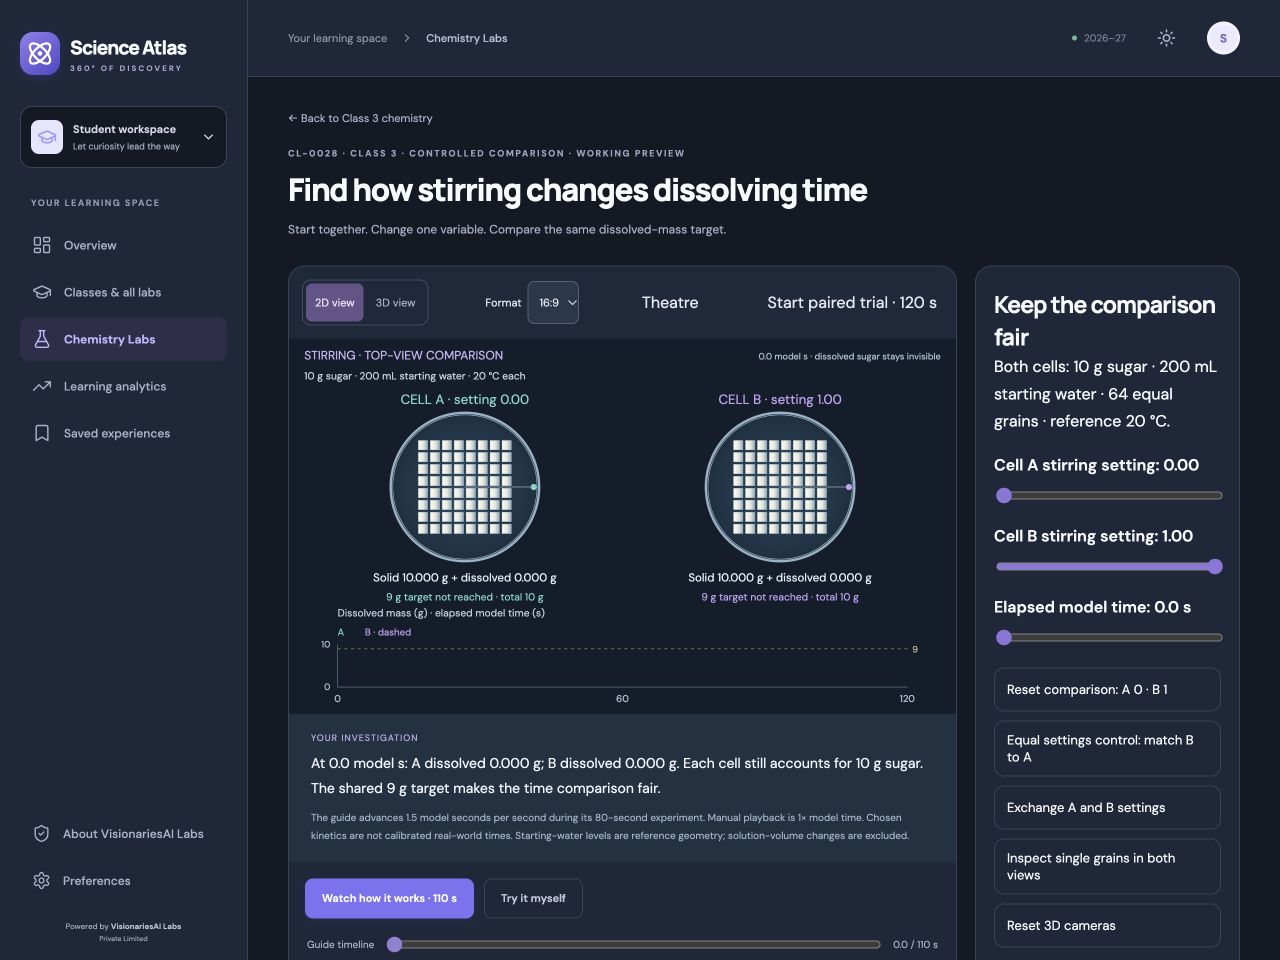 Science Atlas
360° OF DISCOVERY
Student workspace
Let curiosity lead the way
YOUR LEARNING SPACE
Overview
Classes & all labs
Chemistry Labs
Learning analytics
Saved experiences
About VisionariesAI Labs
Preferences
Powered by VisionariesAI Labs
Private Limited
Your learning space > Chemistry Labs
2026–27
S
← Back to Class 3 chemistry
CL-0028 · CLASS 3 · CONTROLLED COMPARISON · WORKING PREVIEW
Find how stirring changes dissolving time
Start together. Change one variable. Compare the same dissolved-mass target.
2D view
3D view
Format
16:9
Theatre
Start paired trial · 120 s
STIRRING · TOP-VIEW COMPARISON
0.0 model s · dissolved sugar stays invisible
10 g sugar · 200 mL starting water · 20 °C each
CELL A · setting 0.00
CELL B · setting 1.00
Solid 10.000 g + dissolved 0.000 g
Solid 10.000 g + dissolved 0.000 g
9 g target not reached · total 10 g
9 g target not reached · total 10 g
Dissolved mass (g) · elapsed model time (s)
A
B · dashed
10
9
0
0
60
120
YOUR INVESTIGATION
At 0.0 model s: A dissolved 0.000 g; B dissolved 0.000 g. Each cell still accounts for 10 g sugar.
The shared 9 g target makes the time comparison fair.
The guide advances 1.5 model seconds per second during its 80-second experiment. Manual playback is 1× model time. Chosen
kinetics are not calibrated real-world times. Starting-water levels are reference geometry; solution-volume changes are excluded.
Watch how it works · 110 s
Try it myself
Guide timeline
0.0 / 110 s
Keep the comparison
fair
Both cells: 10 g sugar · 200 mL
starting water · 64 equal
grains · reference 20 °C.
Cell A stirring setting: 0.00
Cell B stirring setting: 1.00
Elapsed model time: 0.0 s
Reset comparison: A 0 · B 1
Equal settings control: match B
to A
Exchange A and B settings
Inspect single grains in both
views
Reset 3D cameras